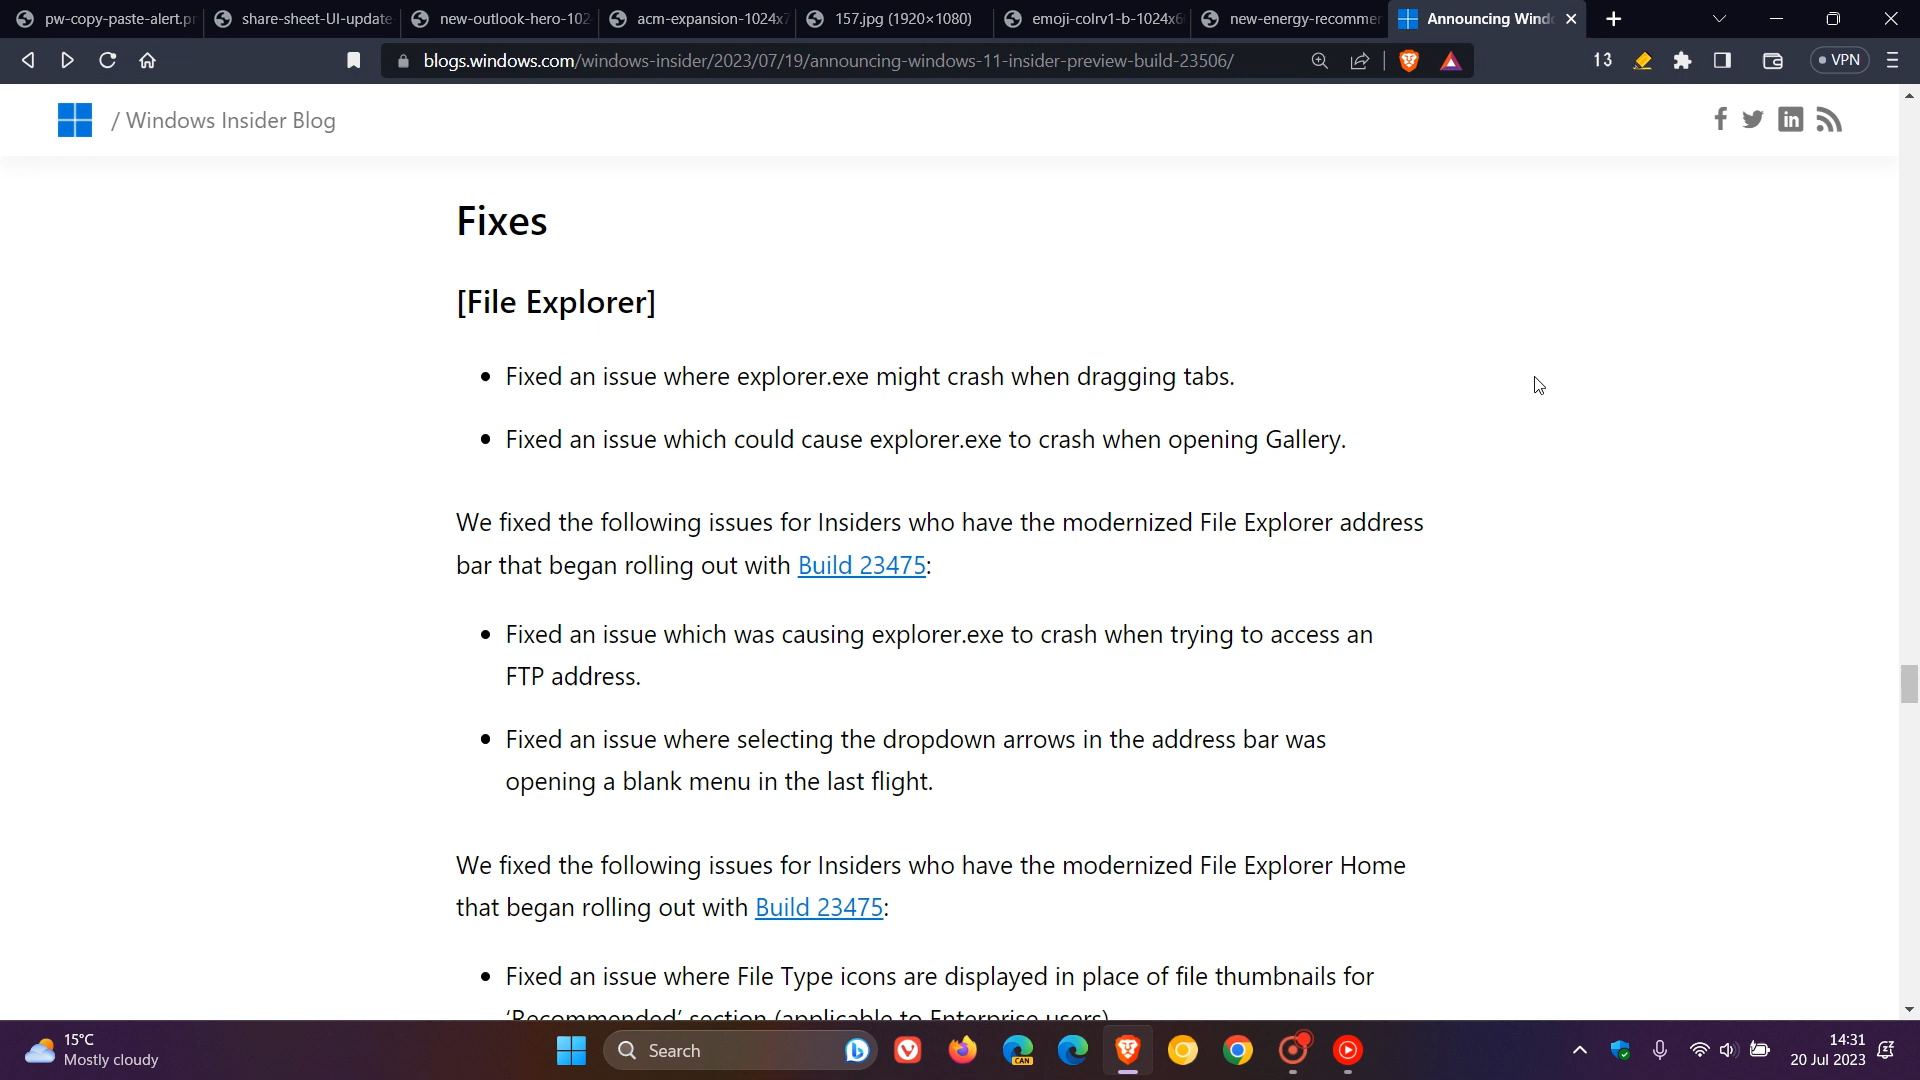 pw-copy-paste-alert.pr
share-sheet-UI-update
new-outlook-hero-102
acm-expansion-1024x7
157.jpg (1920×1080)
emoji-colrv1-b-1024x6
new-energy-recommer
Announcing Wind
blogs.windows.com/windows-insider/2023/07/19/announcing-windows-11-insider-preview-build-23506/
13
VPN
/ Windows Insider Blog
Fixes
[File Explorer]
• Fixed an issue where explorer.exe might crash when dragging tabs.
• Fixed an issue which could cause explorer.exe to crash when opening Gallery.
We fixed the following issues for Insiders who have the modernized File Explorer address
bar that began rolling out with Build 23475:
• Fixed an issue which was causing explorer.exe to crash when trying to access an
FTP address.
• Fixed an issue where selecting the dropdown arrows in the address bar was
opening a blank menu in the last flight.
We fixed the following issues for Insiders who have the modernized File Explorer Home
that began rolling out with Build 23475:
• Fixed an issue where File Type icons are displayed in place of file thumbnails for
‘Recommended’ section (applicable to Enterprise users)
15°C
Mostly cloudy
Search
CAN
14:31
20 Jul 2023